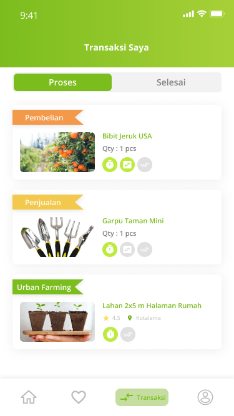 9:41
Transaksi Saya
Proses
Selesai
Pembelian
Bibit Jeruk USA
Qty : 1 pcs
Penjualan
Garpu Taman Mini
Qty : 1 pcs
Urban Farming
Lahan 2x5 m Halaman Rumah
4.5
Transaksi